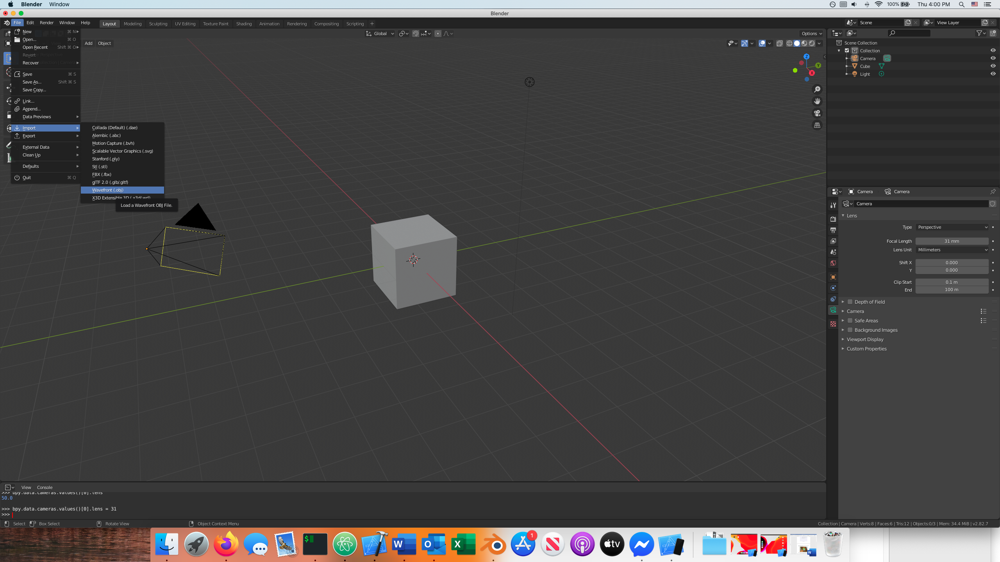 Blender Window 100% Thu 4:00 PM
Blender
File Edit Render Window Help Layout Modeling Sculpting UV Editing Texture Paint Shading Animation Rendering Compositing Scripting + Scene View Layer
New ⌘ N
Global Options
Open... ⌘ O
Add Object
Open Recent Shift ⌘ O
Revert
Recover
Save ⌘ S
Save As... Shift ⌘ S
Save Copy...
Link...
Append...
Data Previews
Import
Export
External Data
Clean Up
Defaults
Quit ⌘ Q
Collada (Default) (.dae)
Alembic (.abc)
Motion Capture (.bvh)
Scalable Vector Graphics (.svg)
Stanford (.ply)
Stl (.stl)
FBX (.fbx)
glTF 2.0 (.glb/.gltf)
Wavefront (.obj)
X3D Extensible 3D (.x3d/.wrl)
Load a Wavefront OBJ File.
Z
Y
X
Scene Collection
Collection
Camera
Cube
Light
Camera Camera
Camera
Lens
Type Perspective
Focal Length 31 mm
Lens Unit Millimeters
Shift X 0.000
Y 0.000
Clip Start 0.1 m
End 100 m
Depth of Field
Camera
Safe Areas
Background Images
Viewport Display
Custom Properties
View Console
>>> bpy.data.cameras.values()[0].lens
50.0
>>> bpy.data.cameras.values()[0].lens = 31
>>>
Select Box Select Rotate View Object Context Menu Collection | Camera | Verts:8 | Faces:6 | Tris:12 | Objects:0/3 | Mem: 34.4 MiB | v2.82.7
$ W O X 1 tv W